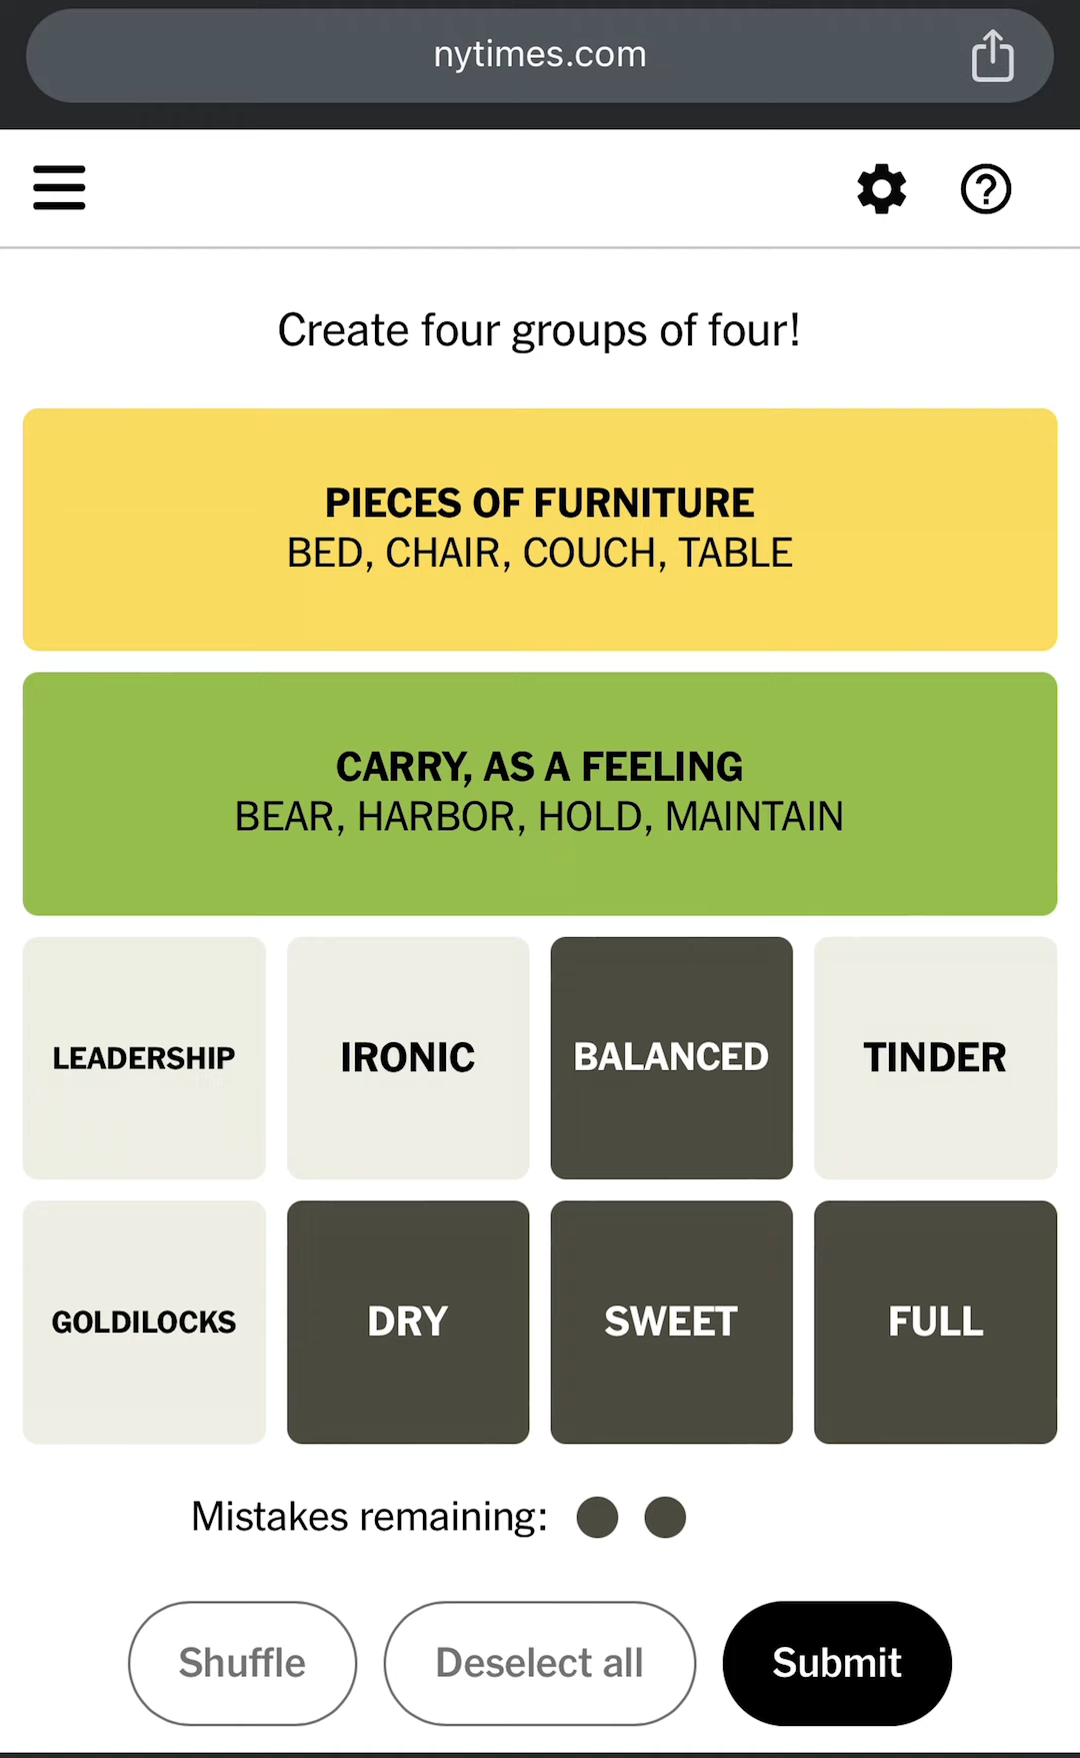 nytimes.com
Create four groups of four!
PIECES OF FURNITURE
BED, CHAIR, COUCH, TABLE
CARRY, AS A FEELING
BEAR, HARBOR, HOLD, MAINTAIN
LEADERSHIP IRONIC BALANCED TINDER
GOLDILOCKS DRY SWEET FULL
Mistakes remaining:
Shuffle Deselect all Submit